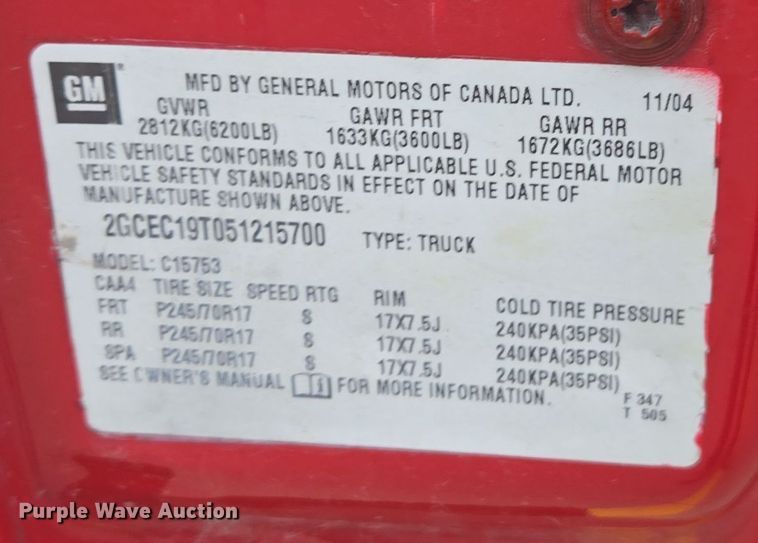 GM
MFD BY GENERAL MOTORS OF CANADA LTD. 11/04
GVWR GAWR FRT GAWR RR
2812KG(6200LB) 1633KG(3600LB) 1672KG(3686LB)
THIS VEHICLE CONFORMS TO ALL APPLICABLE U.S. FEDERAL MOTOR
VEHICLE SAFETY STANDARDS IN EFFECT ON THE DATE OF
MANUFACTURE SHOWN ABOVE.
2GCEC19T051215700 TYPE: TRUCK
MODEL: C15753
CAA4 TIRE SIZE SPEED RTG RIM COLD TIRE PRESSURE
FRT P245/70R17 S 17X7.5J 240KPA(35PSI)
RR P245/70R17 S 17X7.5J 240KPA(35PSI)
SPA P245/70R17 S 17X7.5J 240KPA(35PSI)
SEE OWNER'S MANUAL FOR MORE INFORMATION.
F 347
T 505
Purple Wave Auction